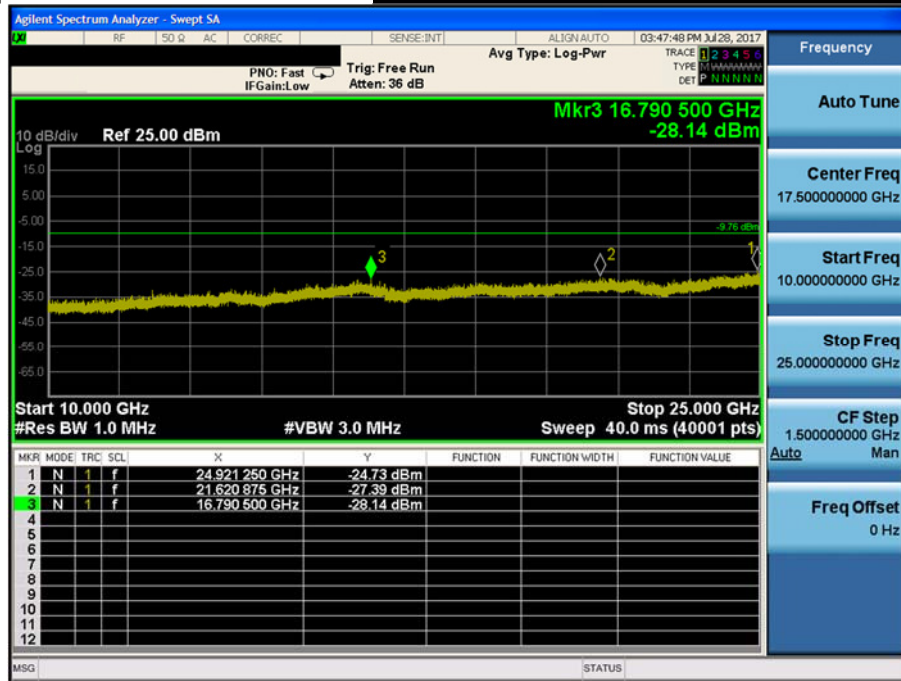 Agilent Spectrum Analyzer - Swept SA
LXI RF 50 Ω AC CORREC SENSE:INT ALIGN AUTO 03:47:48 PM Jul 28, 2017
Frequency
Avg Type: Log-Pwr TRACE 1 2 3 4 5 6
PNO: Fast Trig: Free Run TYPE M WWWWW
IFGain:Low Atten: 36 dB DET P N N N N N
Auto Tune
Mkr3 16.790 500 GHz
-28.14 dBm
10 dB/div Ref 25.00 dBm
Log
15.0
5.00
-5.00
-9.76 dBm
-15.0
3 2 1
-25.0
-35.0
-45.0
-55.0
-65.0
Center Freq
17.500000000 GHz
Start Freq
10.000000000 GHz
Stop Freq
25.000000000 GHz
Start 10.000 GHz Stop 25.000 GHz
#Res BW 1.0 MHz #VBW 3.0 MHz Sweep 40.0 ms (40001 pts)
CF Step
1.500000000 GHz
Auto Man
MKR MODE TRC SCL X Y FUNCTION FUNCTION WIDTH FUNCTION VALUE
1 N 1 f 24.921 250 GHz -24.73 dBm
2 N 1 f 21.620 875 GHz -27.39 dBm
3 N 1 f 16.790 500 GHz -28.14 dBm
4
5
6
7
8
9
10
11
12
Freq Offset
0 Hz
MSG STATUS